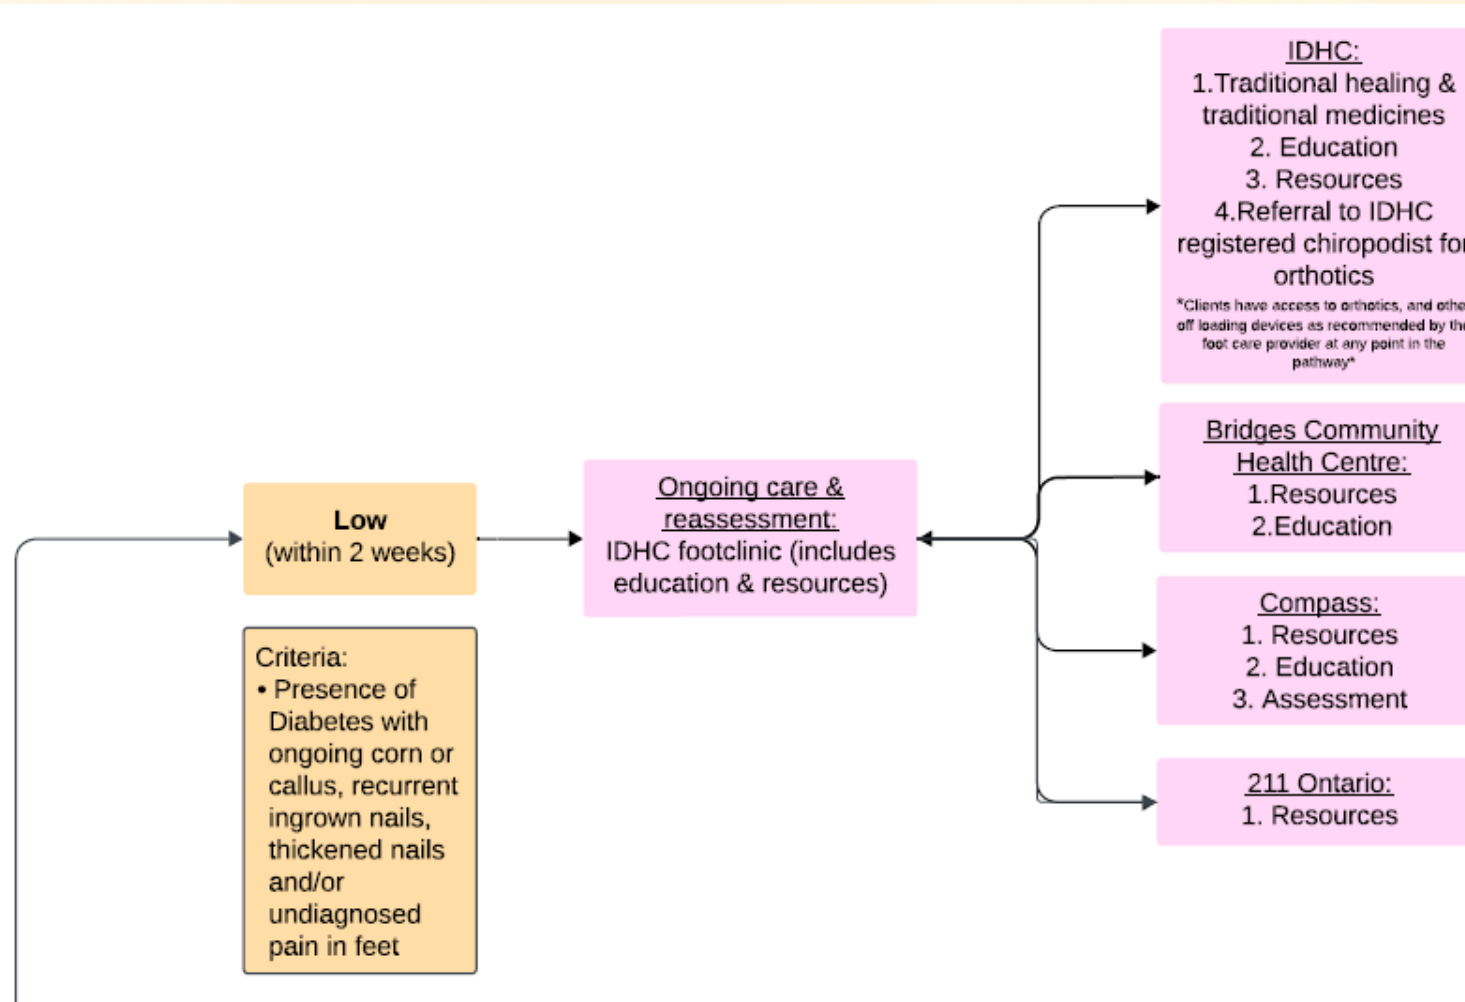 IDHC:
1.Traditional healing &
traditional medicines
2. Education
3. Resources
4.Referral to IDHC
registered chiropodist for
orthotics
*Clients have access to orthotics, and othe
off loading devices as recommended by the
foot care provider at any point in the
pathway*
Bridges Community
Health Centre:
1.Resources
2.Education
Low
(within 2 weeks)
Ongoing care &
reassessment:
IDHC footclinic (includes
education & resources)
Compass:
1. Resources
2. Education
3. Assessment
Criteria:
• Presence of
Diabetes with
ongoing corn or
callus, recurrent
ingrown nails,
thickened nails
and/or
undiagnosed
pain in feet
211 Ontario:
1. Resources